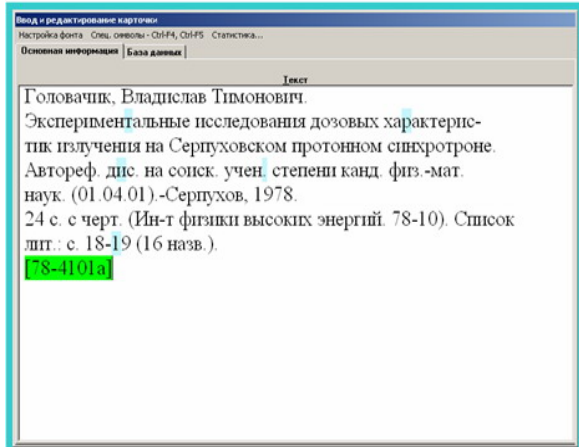 Ввод и редактирование карточки
Настройка фонта Спец. символы - Ctrl-F4, Ctrl-F5 Статистика...
Основная информация База данных
Текст
Головачик, Владислав Тимонович.
Экспериментальные исследования дозовых характерис-
тик излучения на Серпуховском протонном синхротроне.
Автореф. дис. на соиск. учен. степени канд. физ.-мат.
наук. (01.04.01).-Серпухов, 1978.
24 с. с черт. (Ин-т физики высоких энергий. 78-10). Список
лит.: с. 18-19 (16 назв.).
[78-4101а]